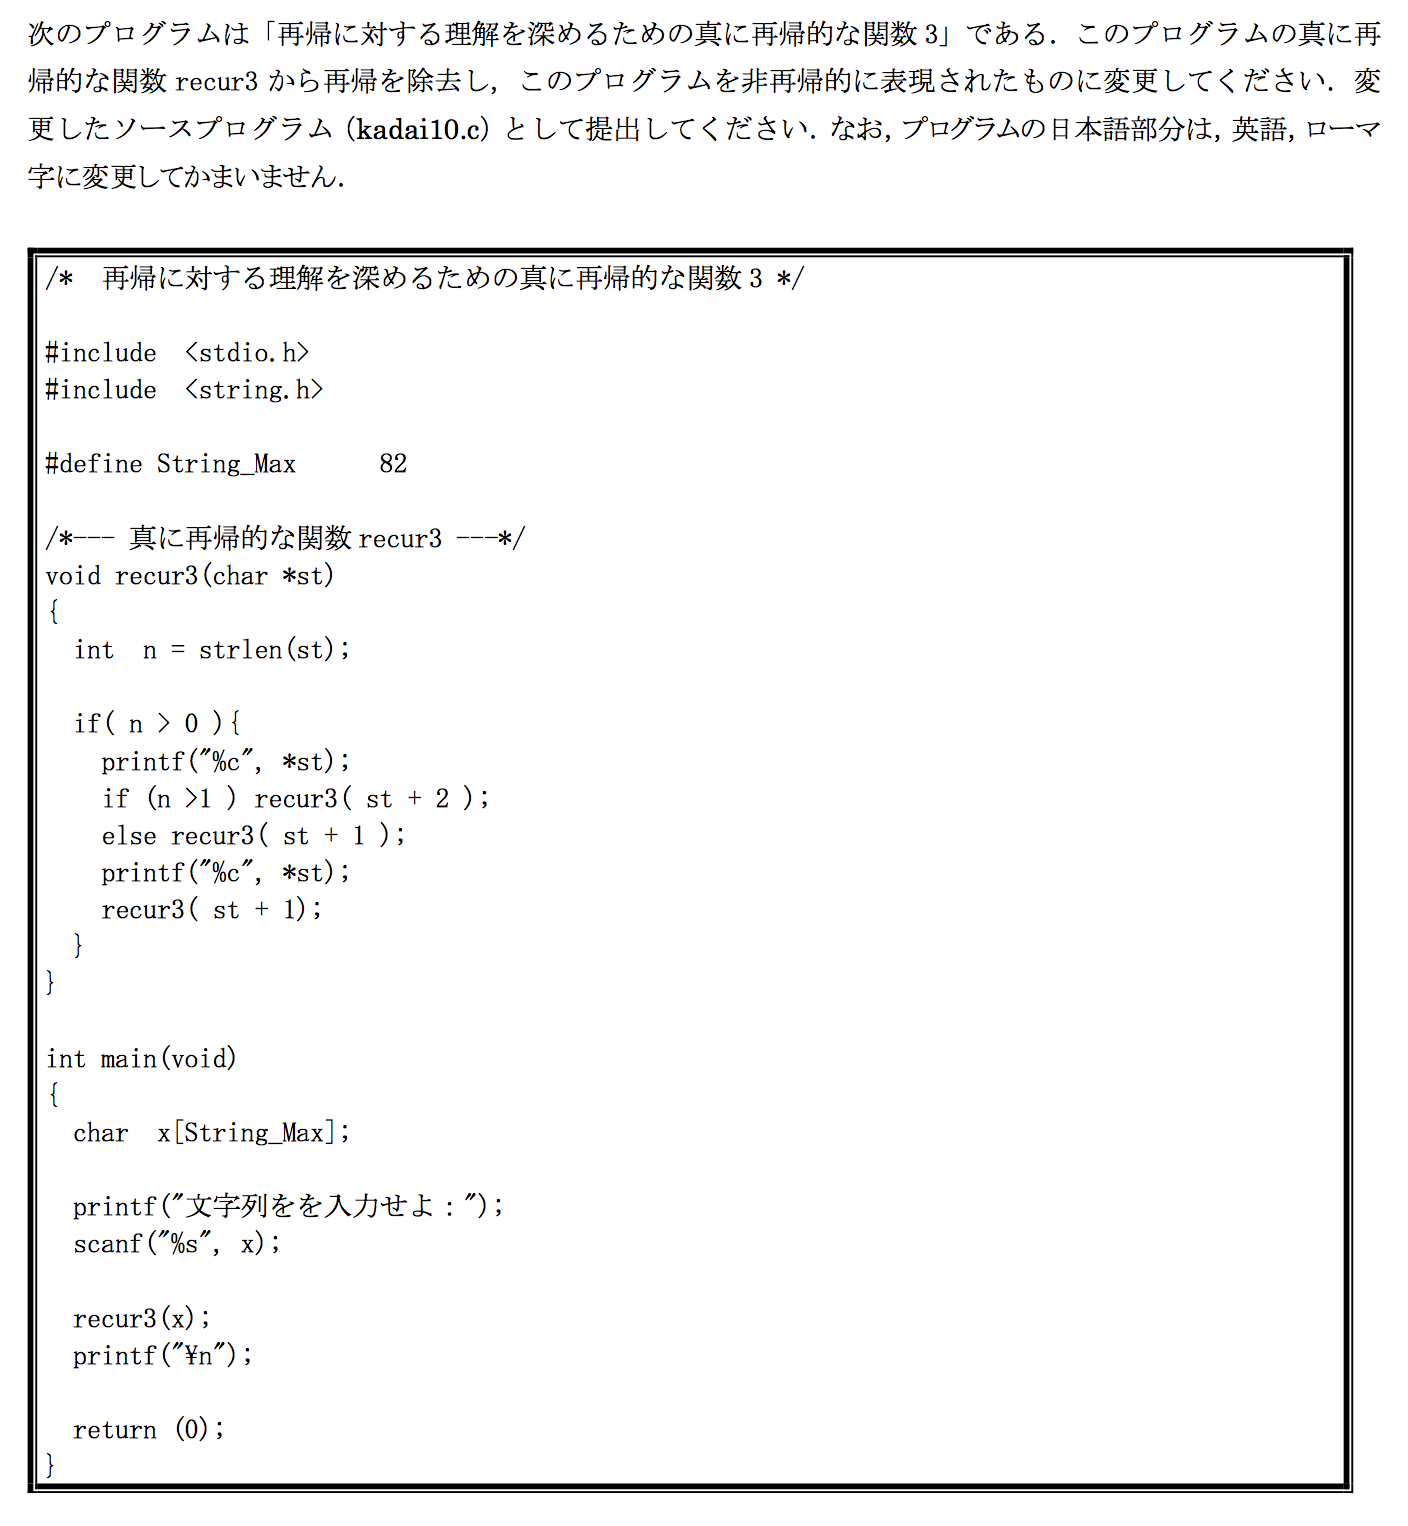 次のプログラムは「再帰に対する理解を深めるための真に再帰的な関数 3」である．このプログラムの真に再
帰的な関数 recur3 から再帰を除去し，このプログラムを非再帰的に表現されたものに変更してください．変
更したソースプログラム（kadai10.c）として提出してください．なお，プログラムの日本語部分は，英語，ローマ
字に変更してかまいません．
/*  再帰に対する理解を深めるための真に再帰的な関数 3 */
#include  <stdio.h>
#include  <string.h>
#define String_Max      82
/*--- 真に再帰的な関数 recur3 ---*/
void recur3(char *st)
{
  int  n = strlen(st);
  if( n > 0 ){
    printf("%c", *st);
    if (n >1 ) recur3( st + 2 );
    else recur3( st + 1 );
    printf("%c", *st);
    recur3( st + 1);
  }
}
int main(void)
{
  char  x[String_Max];
  printf("文字列をを入力せよ：");
  scanf("%s", x);
  recur3(x);
  printf("¥n");
  return (0);
}